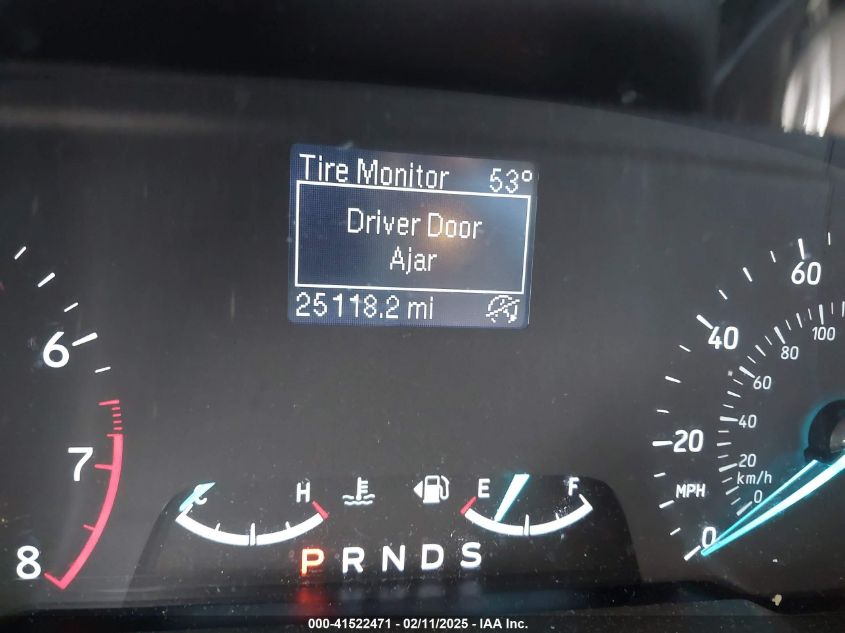 Tire Monitor 53°
Driver Door
Ajar
25118.2 mi
6
7
8
C H
E F
P R N D S
60
40
20
0
MPH
100
80
60
40
20
km/h
0
000-41522471 - 02/11/2025 - IAA Inc.